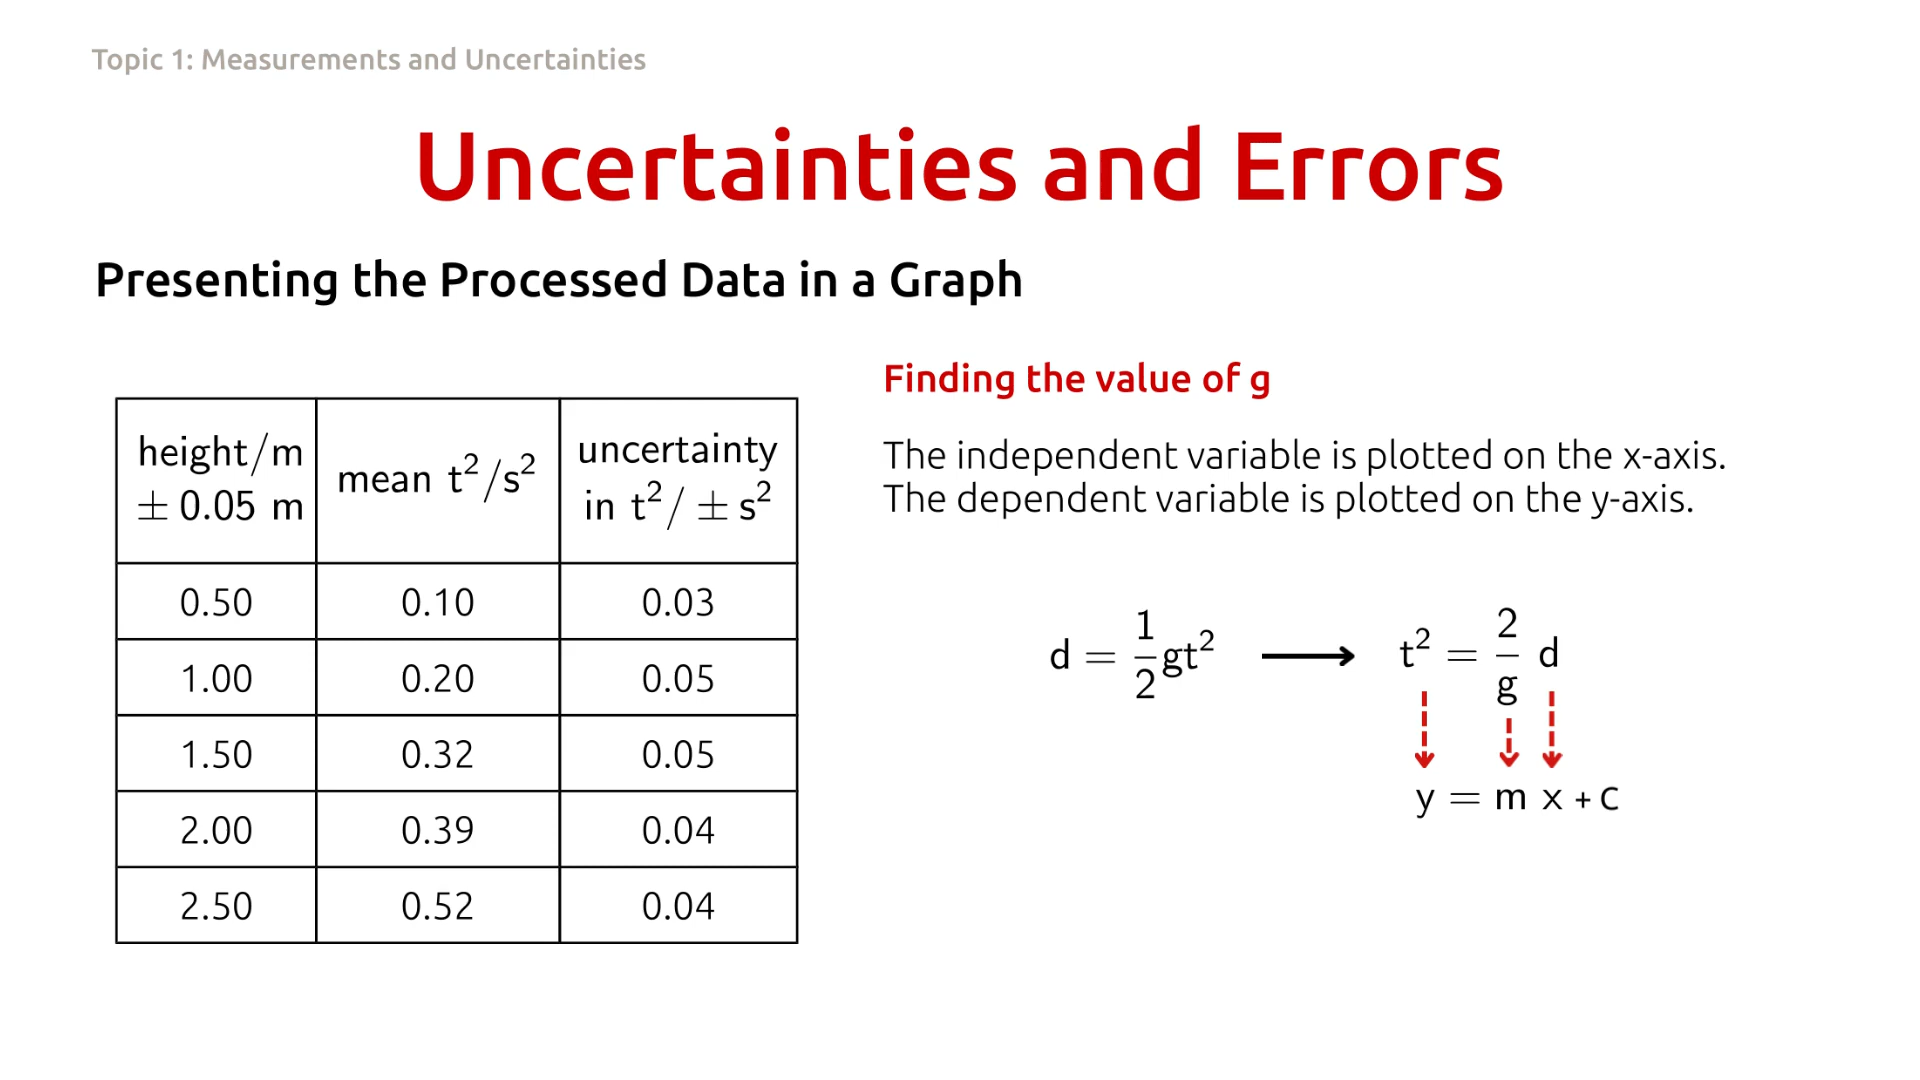 Topic 1: Measurements and Uncertainties
Uncertainties and Errors
Presenting the Processed Data in a Graph
height/m ± 0.05 m | mean t²/s² | uncertainty in t²/ ± s²
0.50 | 0.10 | 0.03
1.00 | 0.20 | 0.05
1.50 | 0.32 | 0.05
2.00 | 0.39 | 0.04
2.50 | 0.52 | 0.04
Finding the value of g
The independent variable is plotted on the x-axis.
The dependent variable is plotted on the y-axis.
d = 1/2 gt² ⟶ t² = 2/g d
y = m x + c